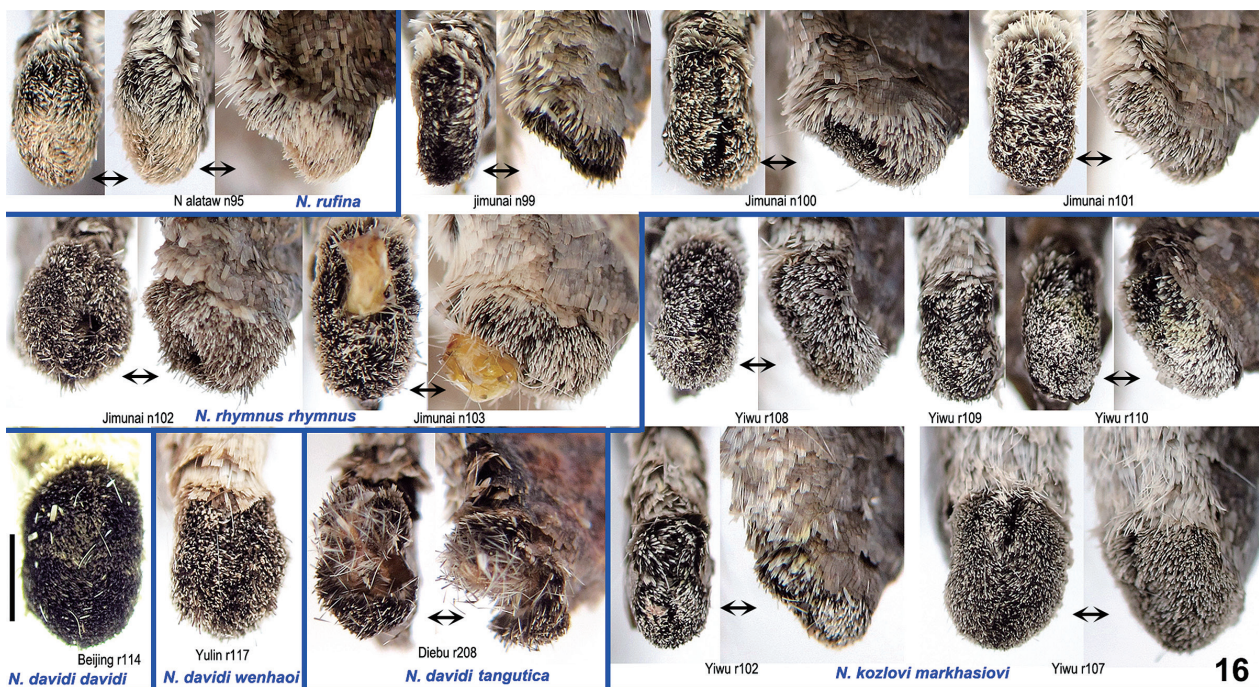 N alataw n95
N. rufina
jimunai n99
Jimunai n100
Jimunai n101
Jimunai n102
N. rhymnus rhymnus
Jimunai n103
Yiwu r108
Yiwu r109
Yiwu r110
Beijing r114
N. davidi davidi
Yulin r117
N. davidi wenhaoi
Diebu r208
N. davidi tangutica
Yiwu r102
N. kozlovi markhasiovi
Yiwu r107
16